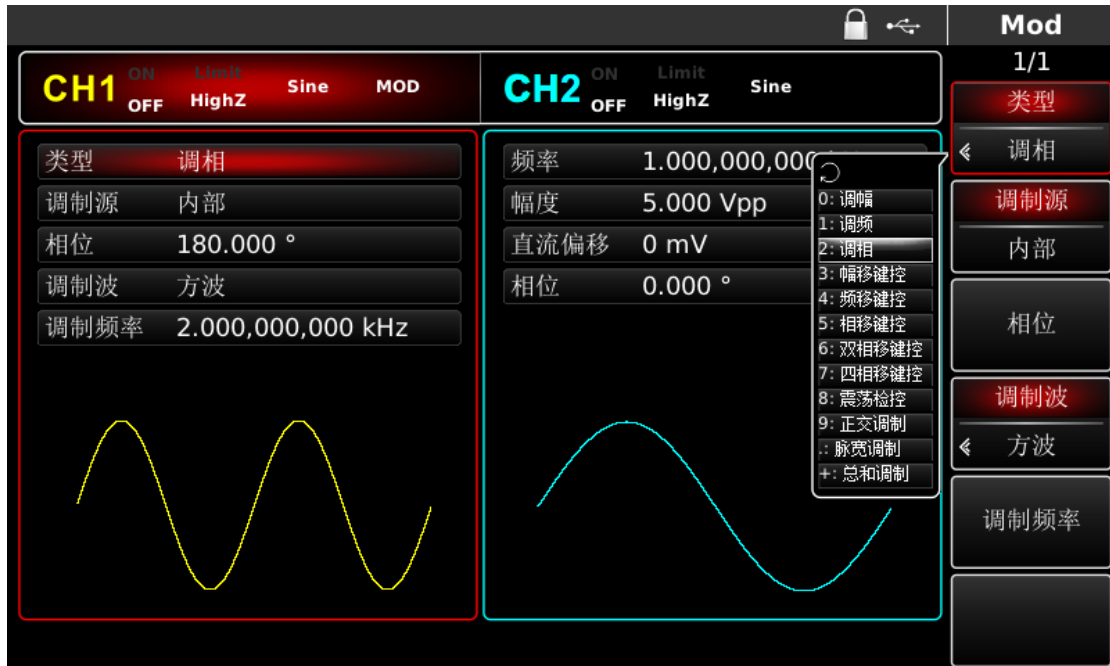 Mod
1/1
CH1 ON OFF Limit HighZ Sine MOD
CH2 ON OFF Limit HighZ Sine
类型
调相
调制源
内部
相位
调制波
方波
调制频率
类型 调相
调制源 内部
相位 180.000 °
调制波 方波
调制频率 2.000,000,000 kHz
频率 1.000,000,000
幅度 5.000 Vpp
直流偏移 0 mV
相位 0.000 °
0: 调幅
1: 调频
2: 调相
3: 幅移键控
4: 频移键控
5: 相移键控
6: 双相移键控
7: 四相移键控
8: 震荡检控
9: 正交调制
.: 脉宽调制
+: 总和调制